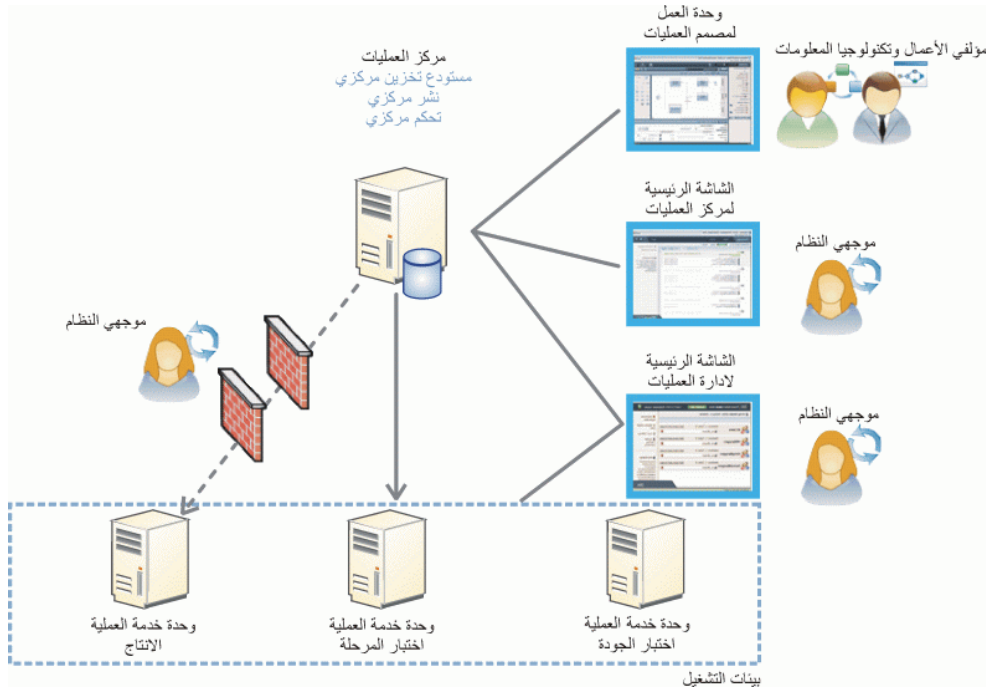 وحدة العمل
لمصمم العمليات
مؤلفي الأعمال وتكنولوجيا المعلومات
مركز العمليات
مستودع تخزين مركزي
نشر مركزي
تحكم مركزي
الشاشة الرئيسية
لمركز العمليات
موجهي النظام
موجهي النظام
الشاشة الرئيسية
لادارة العمليات
موجهي النظام
وحدة خدمة العملية
اختبار الجودة
وحدة خدمة العملية
اختبار المرحلة
وحدة خدمة العملية
الانتاج
بيئات التشغيل